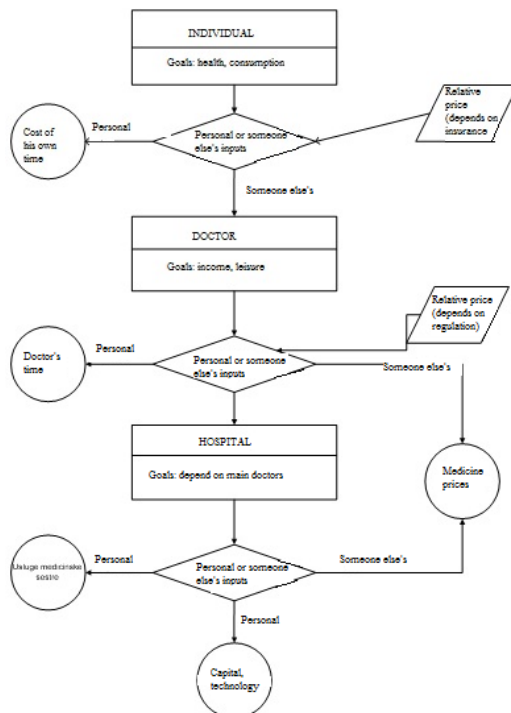 INDIVIDUAL
Goals: health, consumption
Relative
price
(depends on
insurance
Cost of
his own
time
Personal
Personal or someone
else's inputs
Someone else's
DOCTOR
Goals: income, leisure
Relative price
(depends on
regulation)
Doctor's
time
Personal
Personal or someone
else's inputs
Someone else's
HOSPITAL
Goals: depend on main doctors
Medicine
prices
Usluge medicinske
sestre
Personal
Personal or someone
else's inputs
Someone else's
Personal
Capital,
technology